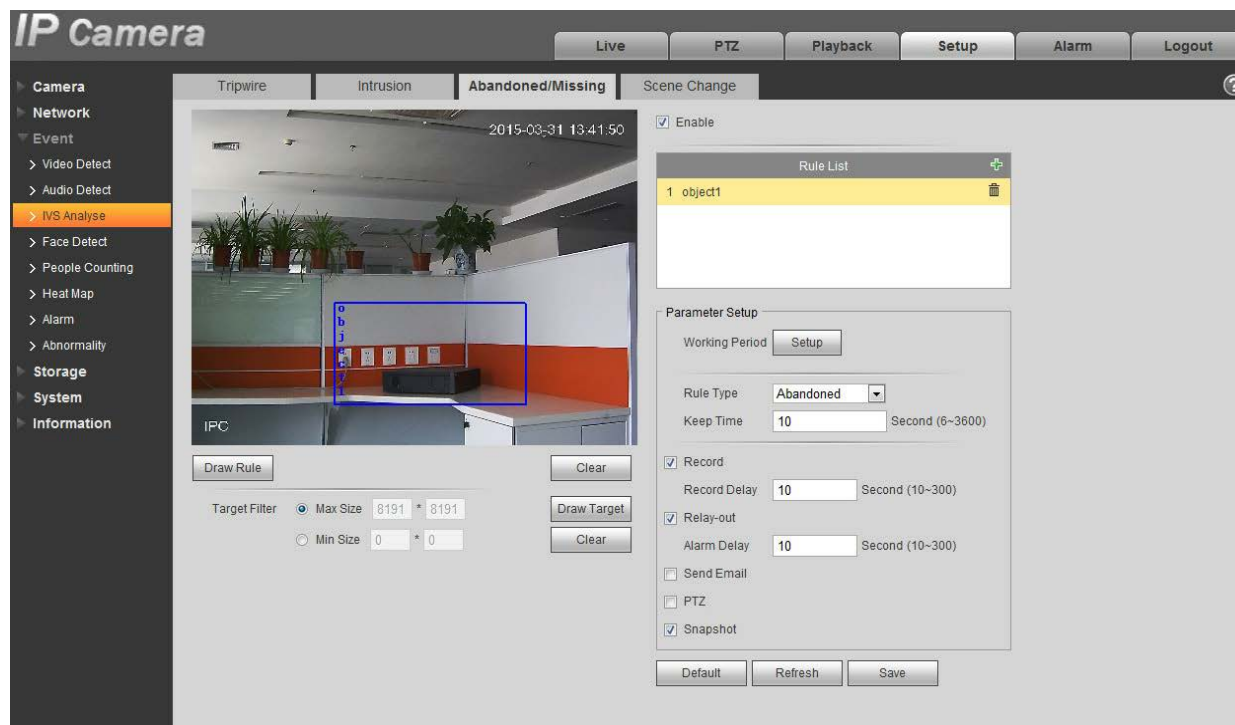 IP Camera
Live PTZ Playback Setup Alarm Logout
Camera
Network
Event
Video Detect
Audio Detect
IVS Analyse
Face Detect
People Counting
Heat Map
Alarm
Abnormality
Storage
System
Information
Tripwire Intrusion Abandoned/Missing Scene Change
?
2015-03-31 13:41:50
object1
IPC
Draw Rule Clear
Target Filter Max Size 8191 * 8191 Draw Target
Min Size 0 * 0 Clear
Enable
Rule List
1 object1
Parameter Setup
Working Period Setup
Rule Type Abandoned
Keep Time 10 Second (6~3600)
Record
Record Delay 10 Second (10~300)
Relay-out
Alarm Delay 10 Second (10~300)
Send Email
PTZ
Snapshot
Default Refresh Save